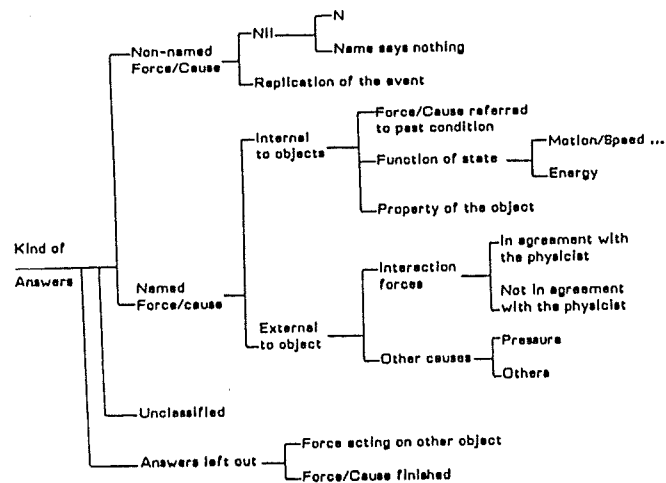 Kind of
Answers
Non-named
Force/Cause
Nil
N
Name says nothing
Replication of the event
Named
Force/cause
Internal
to objects
Force/Cause referred
to past condition
Function of state
Motion/Speed ...
Energy
Property of the object
External
to object
Interaction
forces
In agreement with
the physicist
Not in agreement
with the physicist
Other causes
Pressure
Others
Unclassified
Answers left out
Force acting on other object
Force/Cause finished